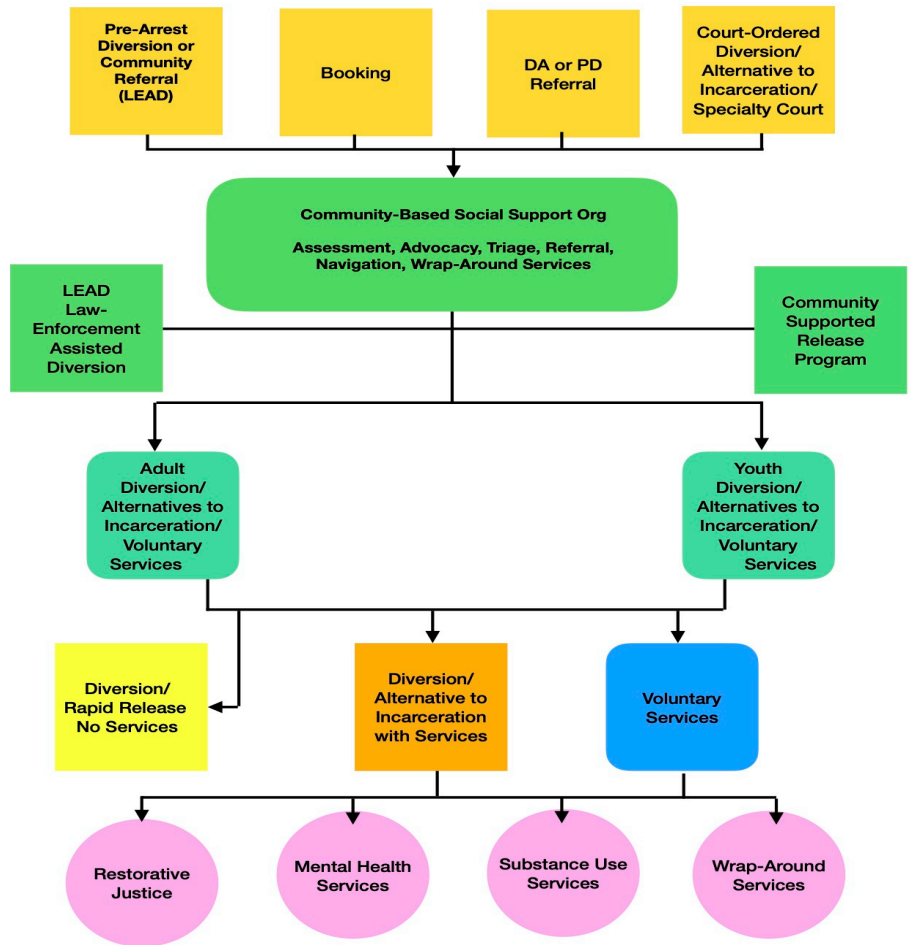 Pre-Arrest
Diversion or
Community
Referral
(LEAD)
Booking
DA or PD
Referral
Court-Ordered
Diversion/
Alternative to
Incarceration/
Specialty Court
Community-Based Social Support Org
Assessment, Advocacy, Triage, Referral,
Navigation, Wrap-Around Services
LEAD
Law-
Enforcement
Assisted
Diversion
Community
Supported
Release
Program
Adult
Diversion/
Alternatives to
Incarceration/
Voluntary
Services
Youth
Diversion/
Alternatives to
Incarceration/
Voluntary
Services
Diversion/
Rapid Release
No Services
Diversion/
Alternative to
Incarceration
with Services
Voluntary
Services
Restorative
Justice
Mental Health
Services
Substance Use
Services
Wrap-Around
Services